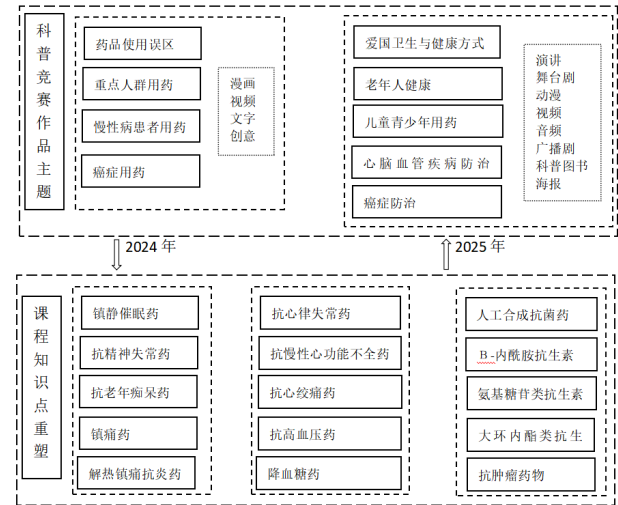 科普竞赛作品主题
药品使用误区
重点人群用药
慢性病患者用药
癌症用药
漫画
视频
文字
创意
爱国卫生与健康方式
老年人健康
儿童青少年用药
心脑血管疾病防治
癌症防治
演讲
舞台剧
动漫
视频
音频
广播剧
科普图书
海报
2024 年
2025 年
课程知识点重塑
镇静催眠药
抗精神失常药
抗老年痴呆药
镇痛药
解热镇痛抗炎药
抗心律失常药
抗慢性心功能不全药
抗心绞痛药
抗高血压药
降血糖药
人工合成抗菌药
B-内酰胺抗生素
氨基糖苷类抗生素
大环内酯类抗生
抗肿瘤药物